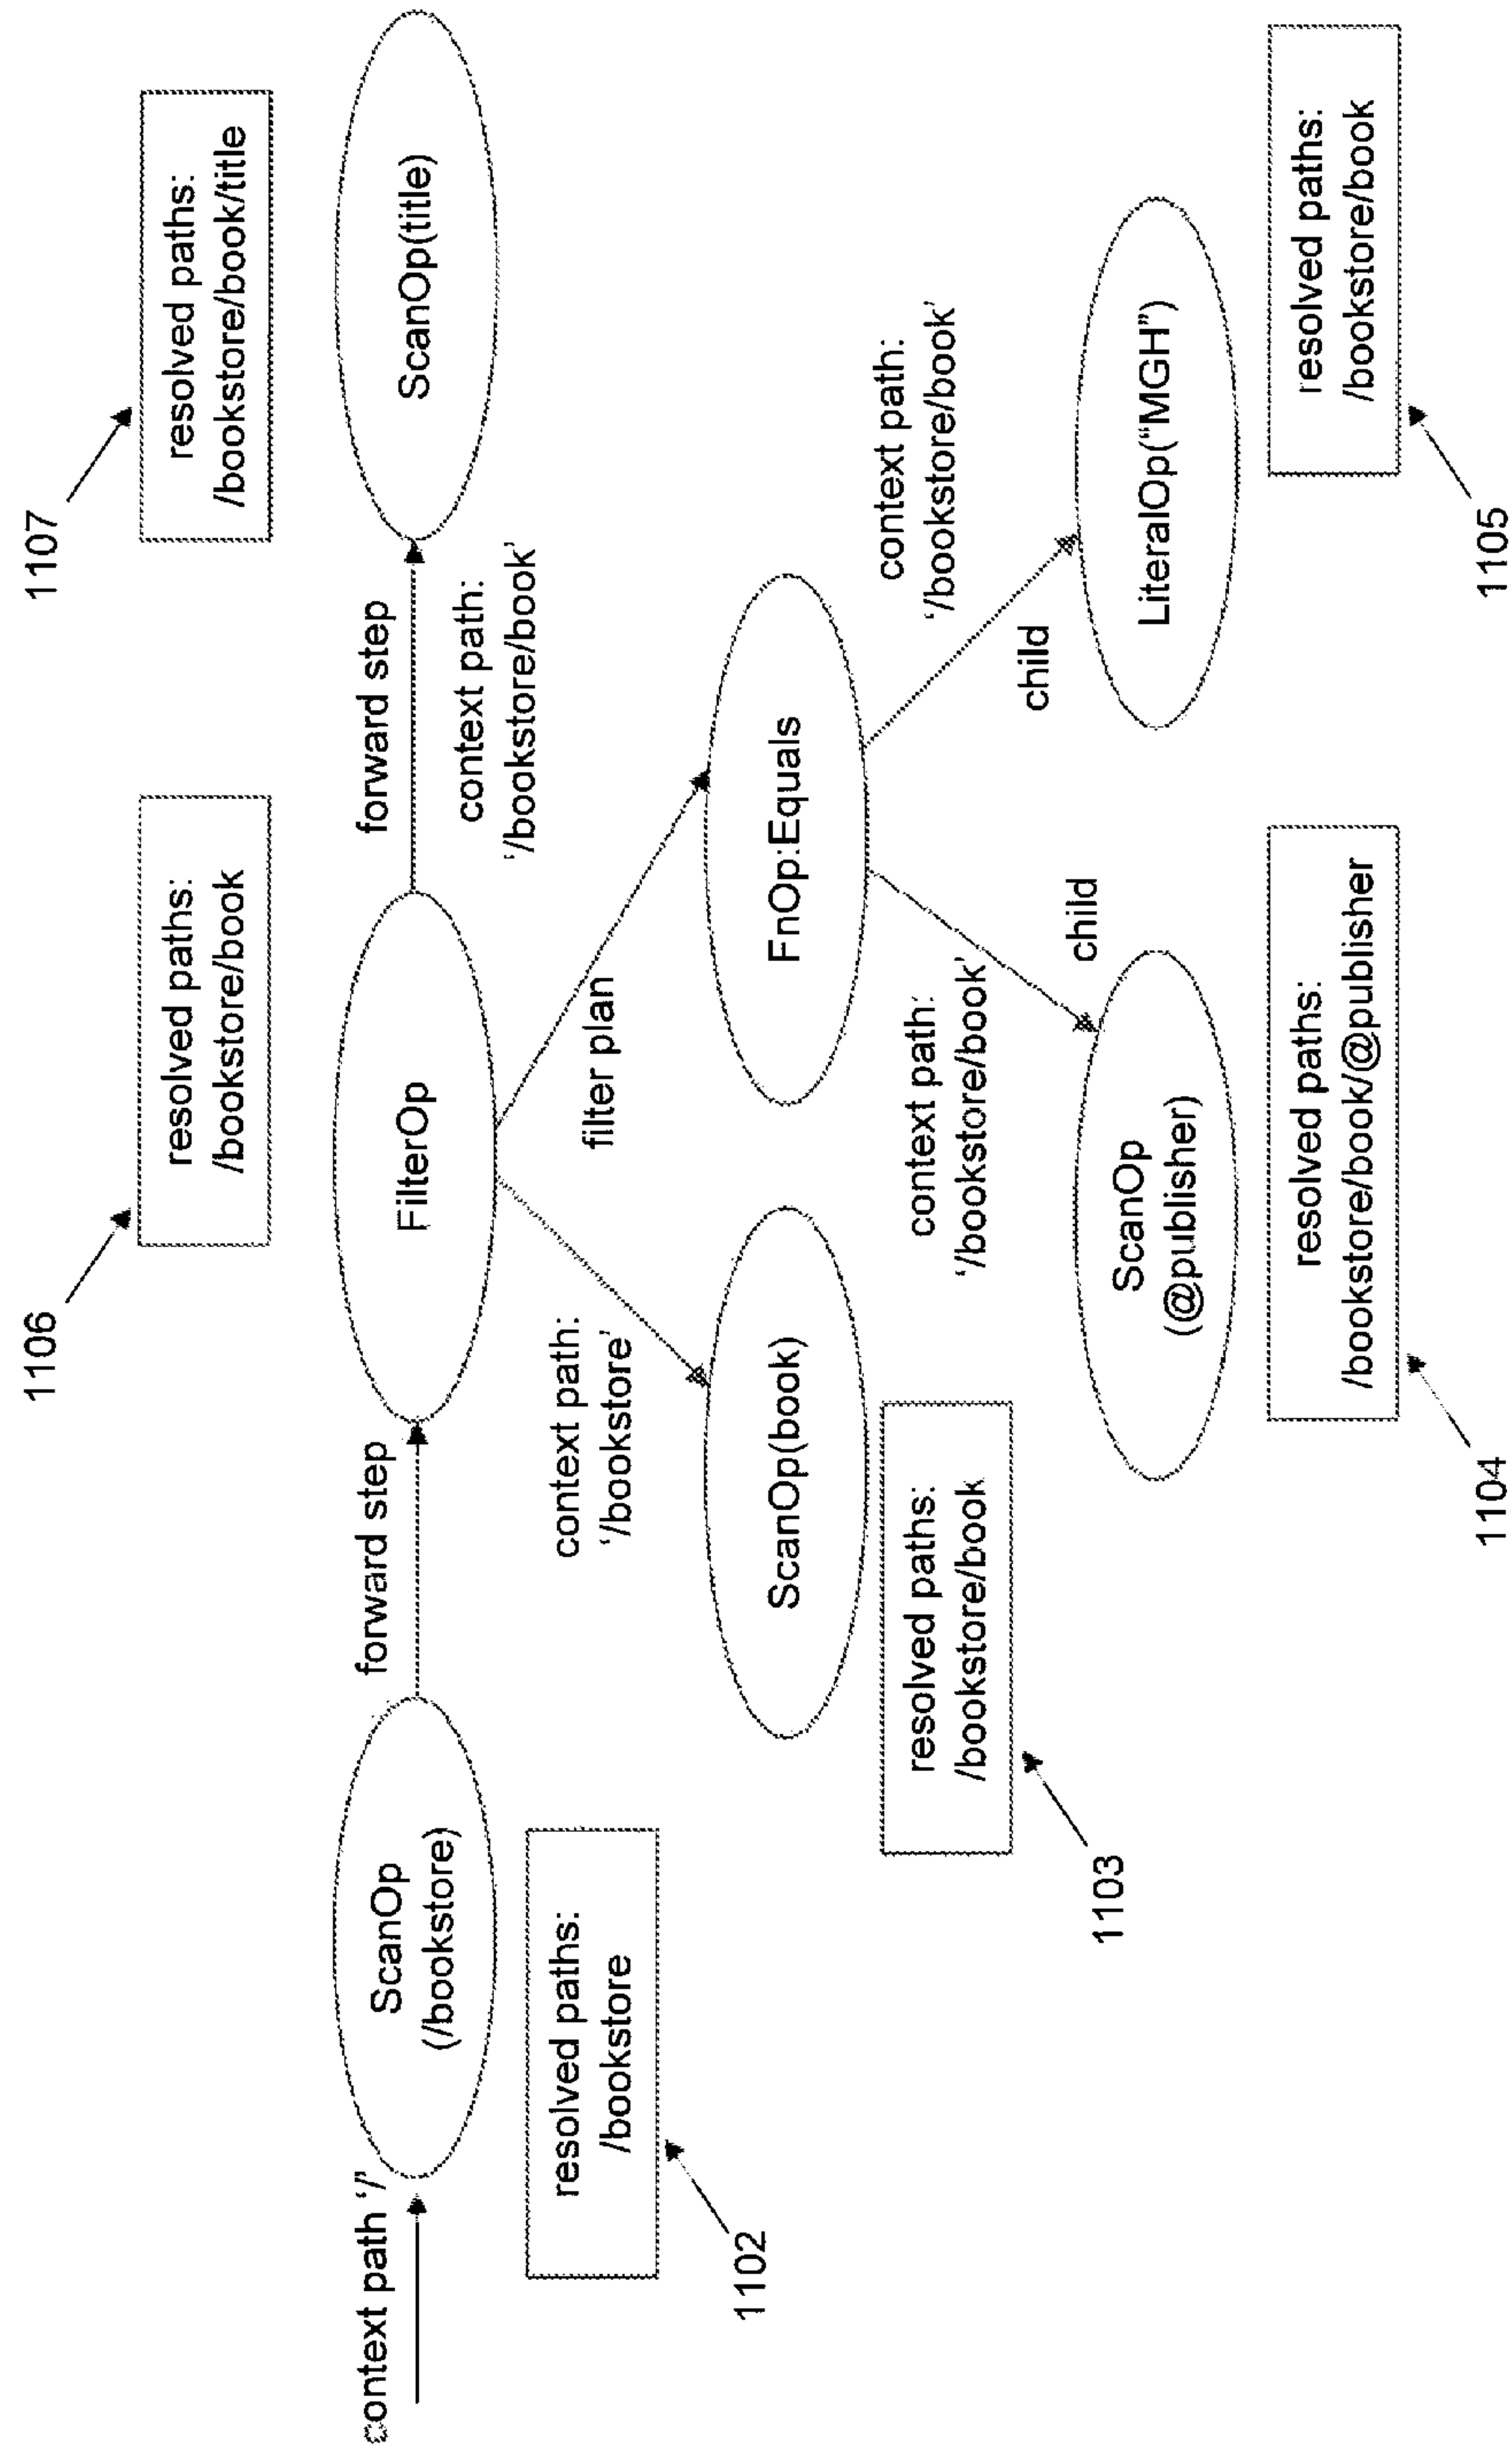 1106
1107
resolved paths:
/bookstore/book
resolved paths:
/bookstore/book/title
context path '/'
ScanOp
(/bookstore)
forward step
FilterOp
forward step
ScanOp(title)
context path:
'/bookstore/book'
resolved paths:
/bookstore
1102
context path:
'/bookstore'
filter plan
ScanOp(book)
FnOp:Equals
resolved paths:
/bookstore/book
1103
context path:
'/bookstore/book'
child
context path:
'/bookstore/book'
child
ScanOp
(@publisher)
LiteralOp("MGH")
resolved paths:
/bookstore/book/@publisher
resolved paths:
/bookstore/book
1104
1105